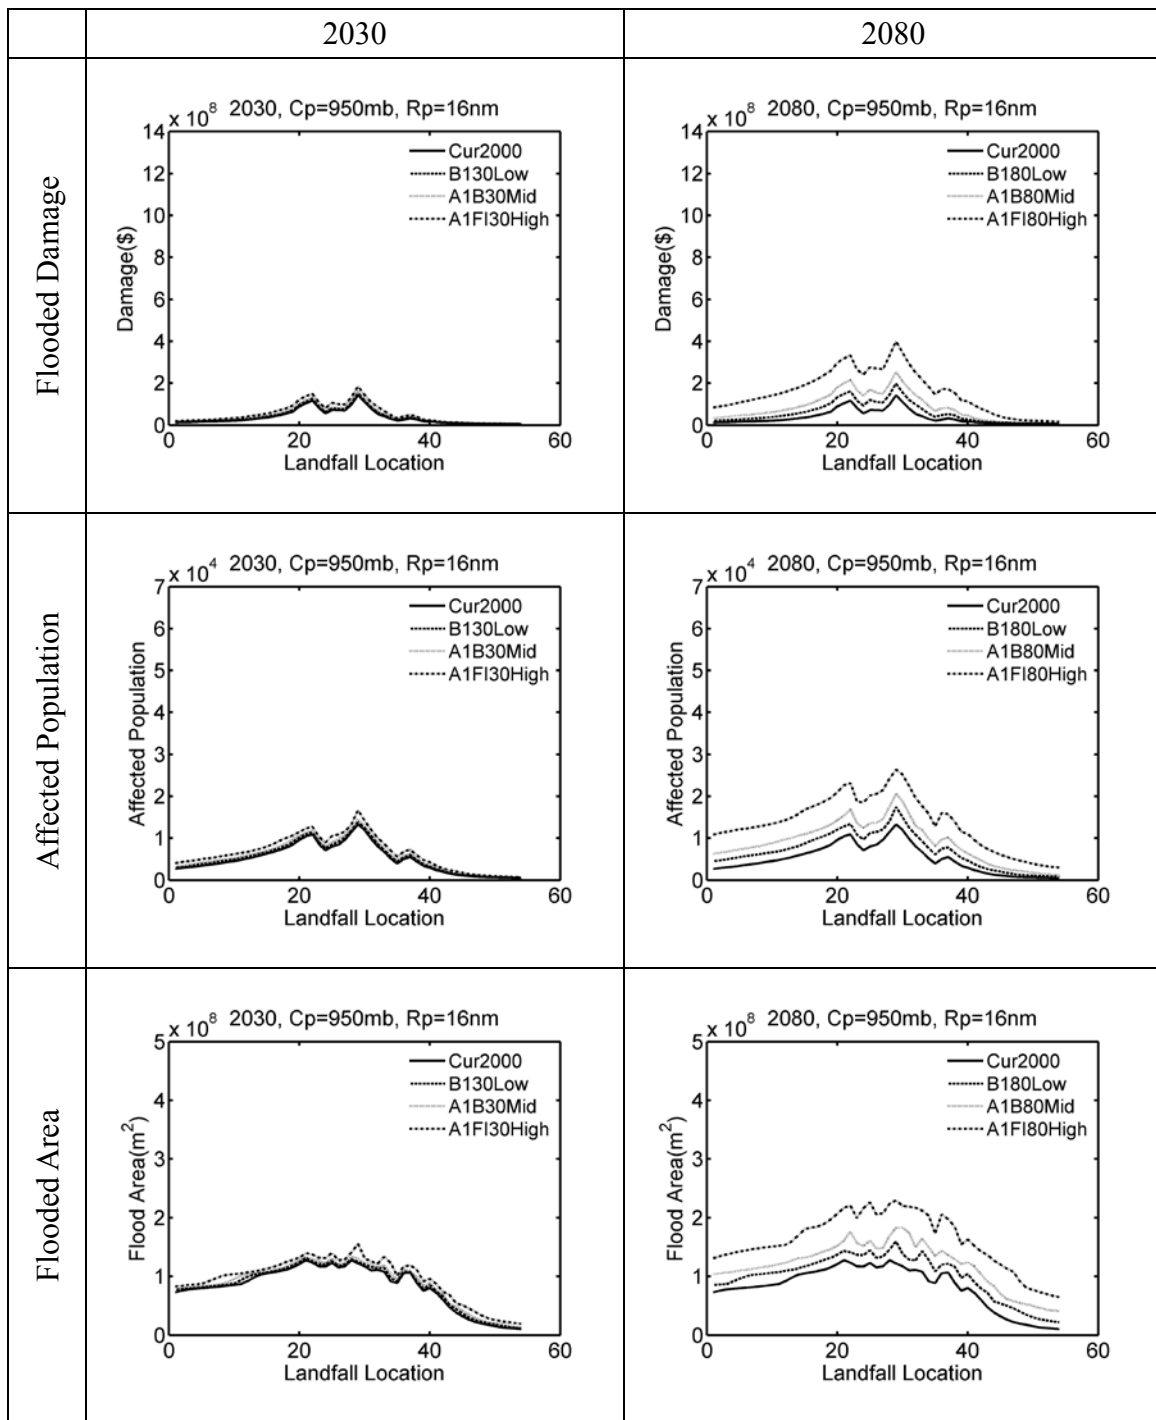 2030
2080
Flooded Damage
x 10^8 2030, Cp=950mb, Rp=16nm
14
12
10
8
6
4
2
0
Damage($)
0 20 40 60
Landfall Location
Cur2000
B130Low
A1B30Mid
A1FI30High
x 10^8 2080, Cp=950mb, Rp=16nm
14
12
10
8
6
4
2
0
Damage($)
0 20 40 60
Landfall Location
Cur2000
B180Low
A1B80Mid
A1FI80High
Affected Population
x 10^4 2030, Cp=950mb, Rp=16nm
7
6
5
4
3
2
1
0
Affected Population
0 20 40 60
Landfall Location
Cur2000
B130Low
A1B30Mid
A1FI30High
x 10^4 2080, Cp=950mb, Rp=16nm
7
6
5
4
3
2
1
0
Affected Population
0 20 40 60
Landfall Location
Cur2000
B180Low
A1B80Mid
A1FI80High
Flooded Area
x 10^8 2030, Cp=950mb, Rp=16nm
5
4
3
2
1
0
Flood Area(m^2)
0 20 40 60
Landfall Location
Cur2000
B130Low
A1B30Mid
A1FI30High
x 10^8 2080, Cp=950mb, Rp=16nm
5
4
3
2
1
0
Flood Area(m^2)
0 20 40 60
Landfall Location
Cur2000
B180Low
A1B80Mid
A1FI80High